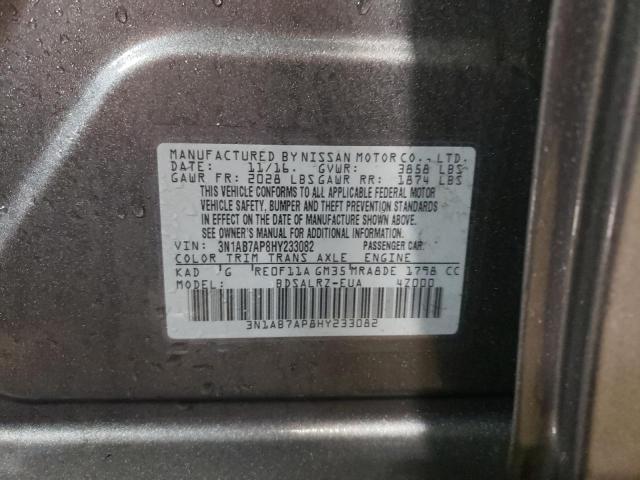 MANUFACTURED BY NISSAN MOTOR CO., LTD.
DATE: 11/16. GVWR: 3858 LBS
GAWR FR: 2028 LBS GAWR RR: 1874 LBS
THIS VEHICLE CONFORMS TO ALL APPLICABLE FEDERAL MOTOR
VEHICLE SAFETY, BUMPER, AND THEFT PREVENTION STANDARDS
IN EFFECT ON THE DATE OF MANUFACTURE SHOWN ABOVE.
SEE OWNER'S MANUAL FOR ADDITIONAL INFORMATION.
VIN: 3N1AB7AP8HY233082 PASSENGER CAR.
COLOR TRIM TRANS AXLE ENGINE
KAD G RE0F11A GM35 MRA8DE 1798 CC
MODEL: BDSALRZ-EUA 4Z000
3N1AB7AP8HY233082